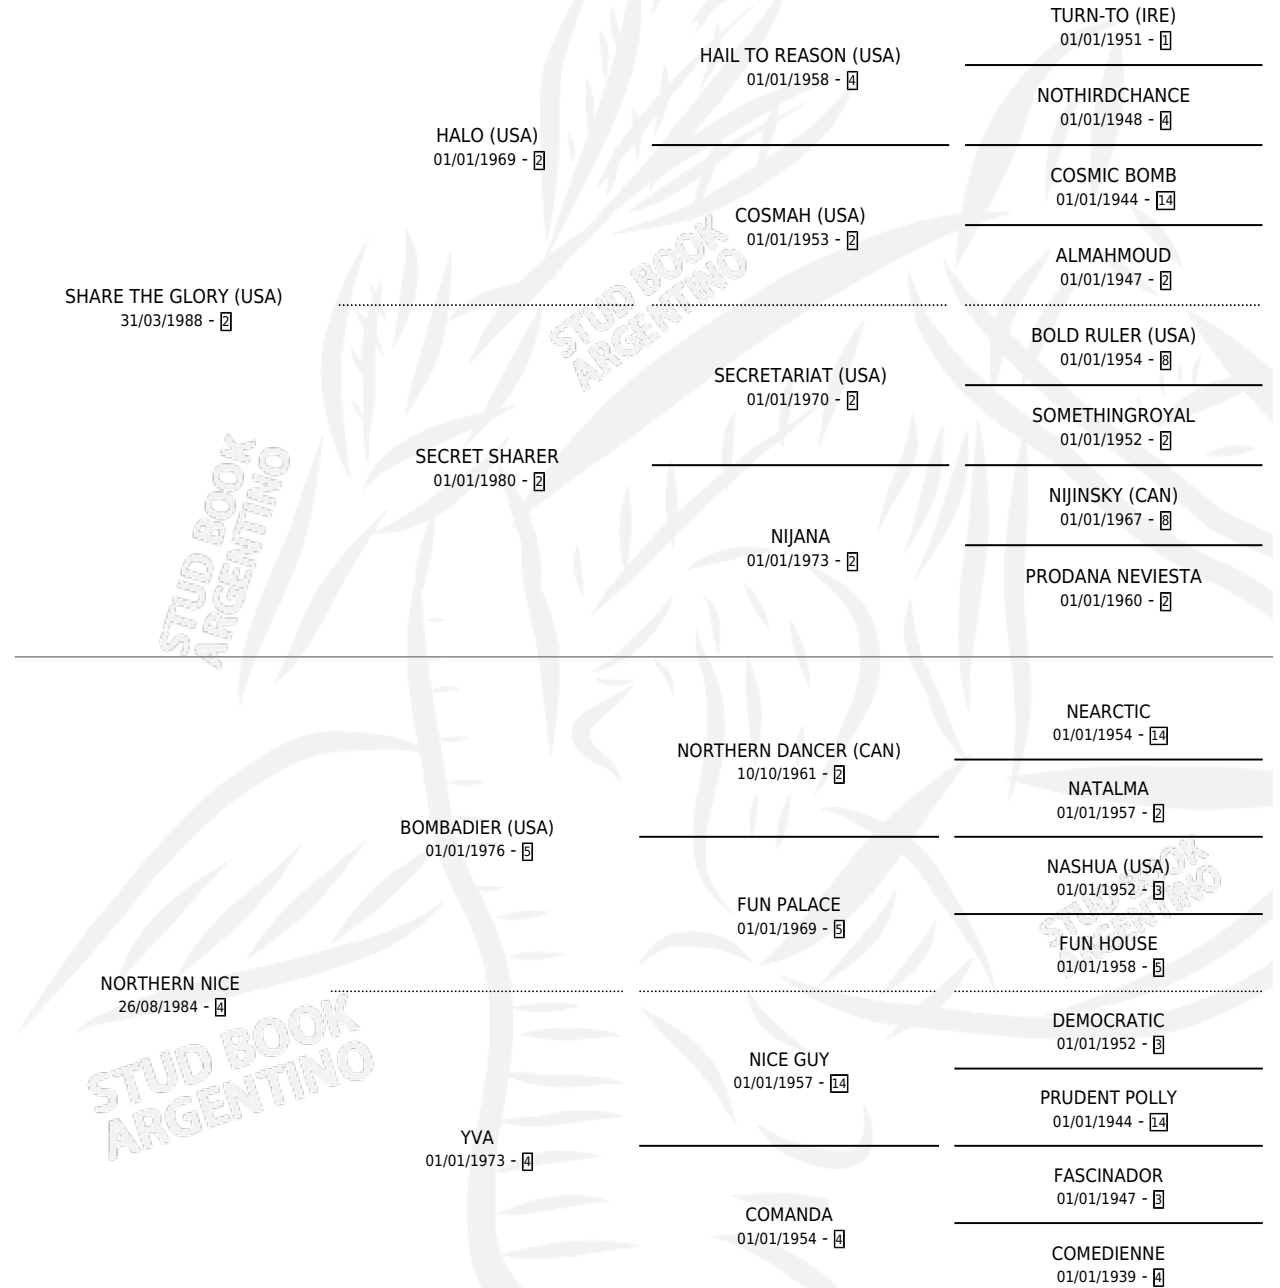 TURN-TO (IRE)
01/01/1951 - 1
HAIL TO REASON (USA)
01/01/1958 - 4
NOTHIRDCHANCE
01/01/1948 - 4
HALO (USA)
01/01/1969 - 2
COSMIC BOMB
01/01/1944 - 14
COSMAH (USA)
01/01/1953 - 2
ALMAHMOUD
01/01/1947 - 2
SHARE THE GLORY (USA)
31/03/1988 - 2
BOLD RULER (USA)
01/01/1954 - 8
SECRETARIAT (USA)
01/01/1970 - 2
SOMETHINGROYAL
01/01/1952 - 2
SECRET SHARER
01/01/1980 - 2
NIJINSKY (CAN)
01/01/1967 - 8
NIJANA
01/01/1973 - 2
PRODANA NEVIESTA
01/01/1960 - 2
NEARCTIC
01/01/1954 - 14
NORTHERN DANCER (CAN)
10/10/1961 - 2
NATALMA
01/01/1957 - 2
BOMBADIER (USA)
01/01/1976 - 5
NASHUA (USA)
01/01/1952 - 3
FUN PALACE
01/01/1969 - 5
FUN HOUSE
01/01/1958 - 5
NORTHERN NICE
26/08/1984 - 4
DEMOCRATIC
01/01/1952 - 3
NICE GUY
01/01/1957 - 14
PRUDENT POLLY
01/01/1944 - 14
YVA
01/01/1973 - 4
FASCINADOR
01/01/1947 - 3
COMANDA
01/01/1954 - 4
COMEDIENNE
01/01/1939 - 4
STUD BOOK
ARGENTINO
STUD BOOK
ARGENTINO
STUD BOOK
ARGENTINO
STUD BOOK
ARGENTINO